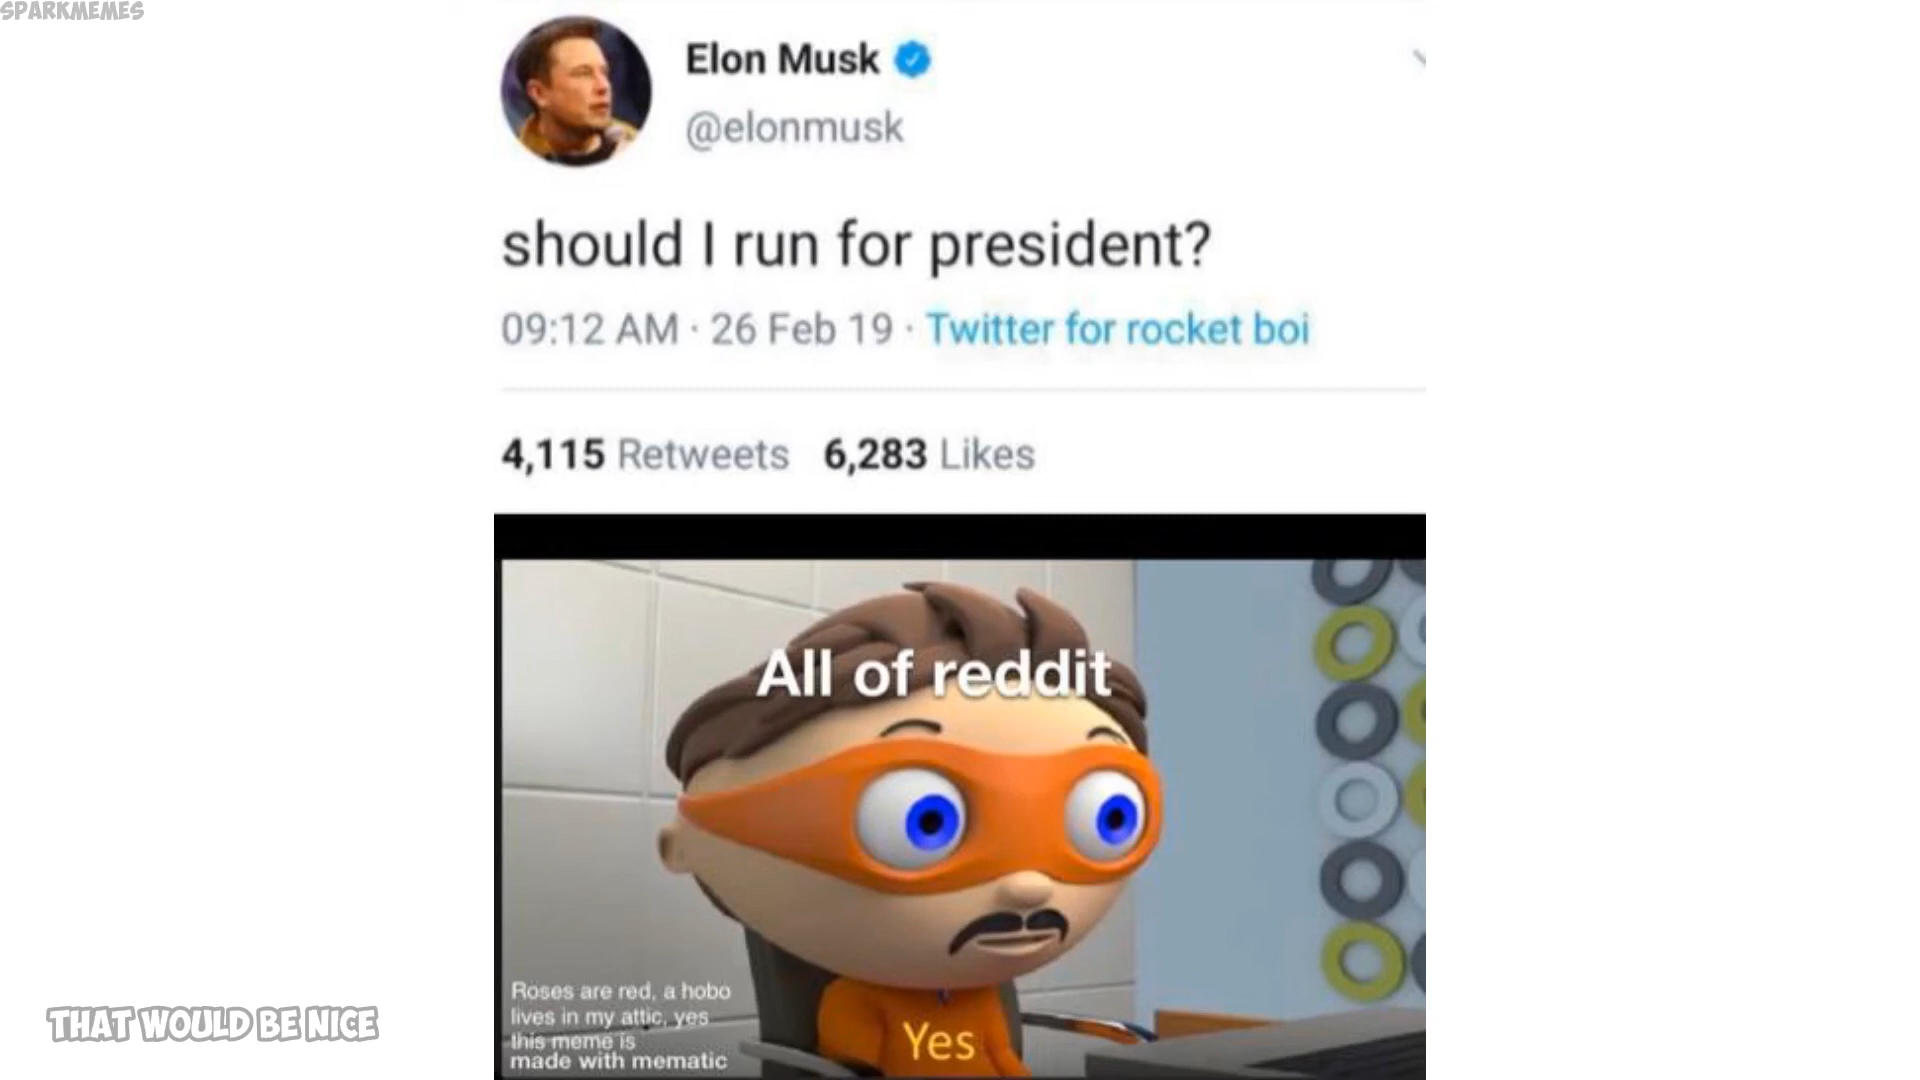 SPARKMEMES
Elon Musk
@elonmusk
should I run for president?
09:12 AM · 26 Feb 19 · Twitter for rocket boi
4,115 Retweets 6,283 Likes
All of reddit
Roses are red, a hobo
lives in my attic, yes
this meme is
made with mematic
Yes
THAT WOULD BE NICE